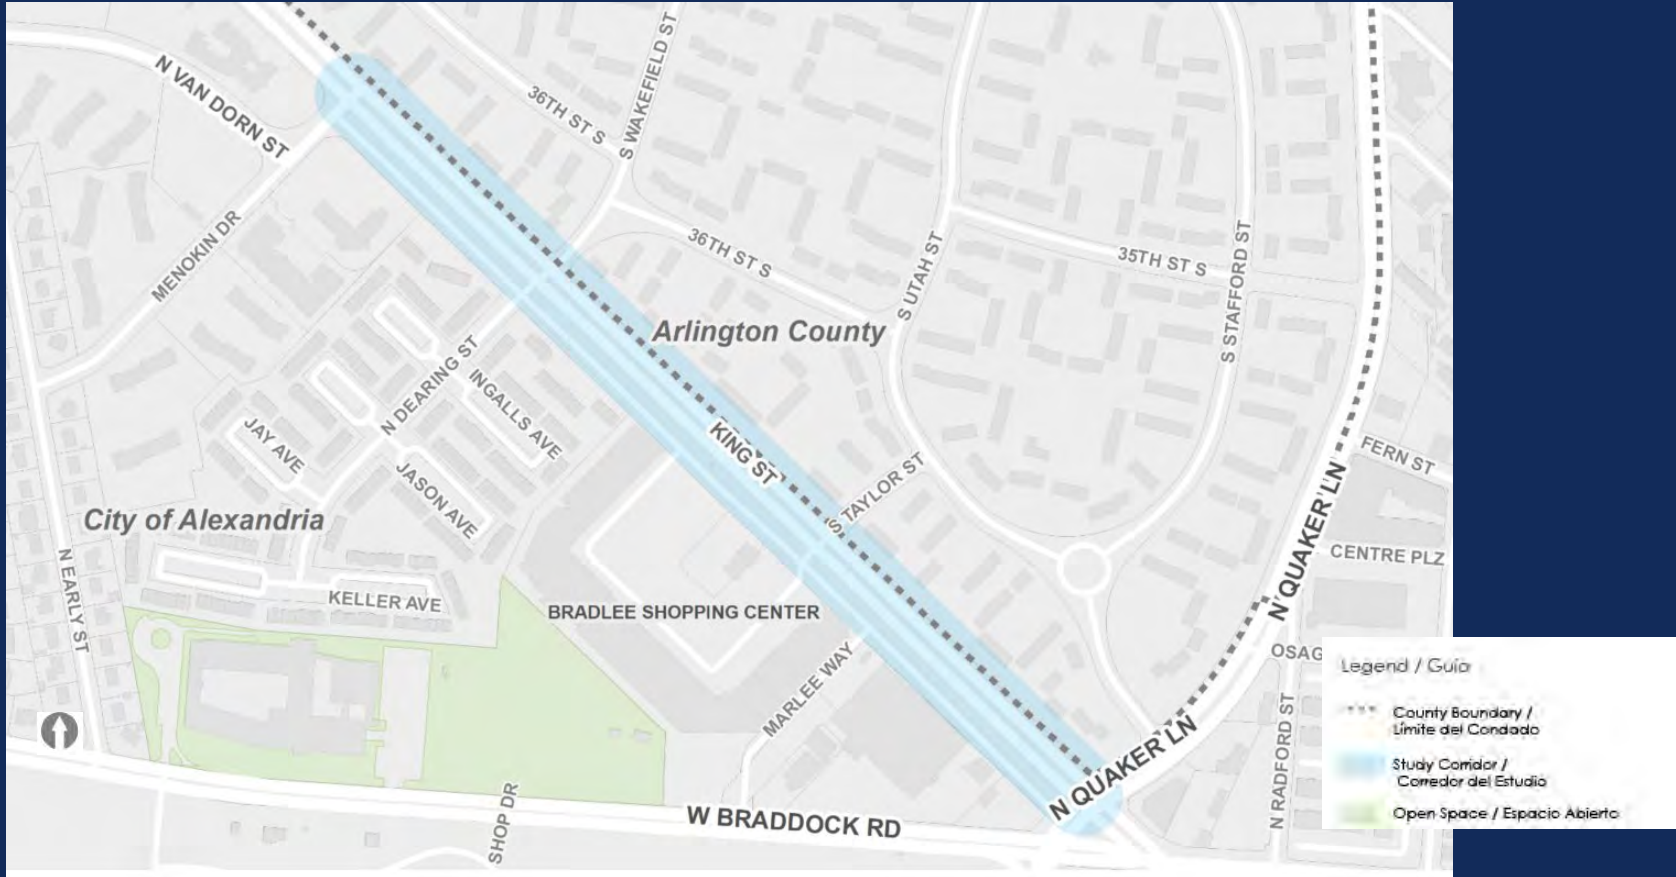 N VAN DORN ST
36TH ST S
S WAKEFIELD ST
MENOKIN DR
36TH ST S
S UTAH ST
35TH ST S
S STAFFORD ST
Arlington County
N DEARING ST
INGALLS AVE
JAY AVE
JASON AVE
KING ST
S TAYLOR ST
FERN ST
N QUAKER LN
City of Alexandria
CENTRE PLZ
N EARLY ST
KELLER AVE
BRADLEE SHOPPING CENTER
OSAG
MARLEE WAY
N QUAKER LN
N RADFORD ST
W BRADDOCK RD
SHOP DR
Legend / Guía
County Boundary /
Límite del Condado
Study Corridor /
Corredor del Estudio
Open Space / Espacio Abierto